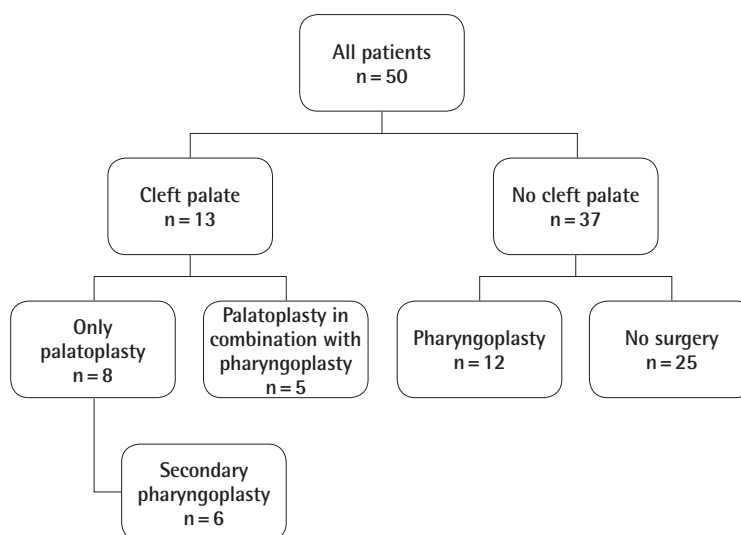 All patients
n = 50
Cleft palate
n = 13
No cleft palate
n = 37
Only
palatoplasty
n = 8
Palatoplasty in
combination with
pharyngoplasty
n = 5
Pharyngoplasty
n = 12
No surgery
n = 25
Secondary
pharyngoplasty
n = 6